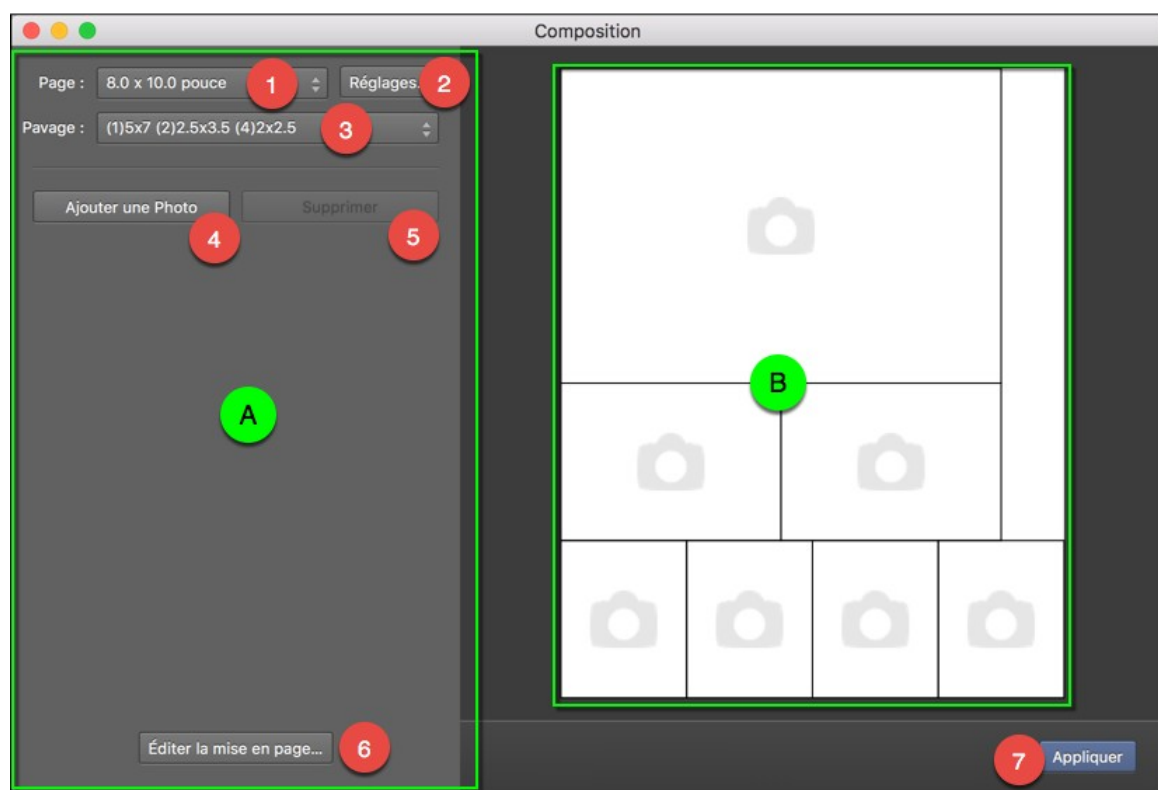 Composition
Page : 8.0 x 10.0 pouce 1 Réglages... 2
Pavage : (1)5x7 (2)2.5x3.5 (4)2x2.5 3
Ajouter une Photo Supprimer
4 5
B
A
Éditer la mise en page... 6
7 Appliquer